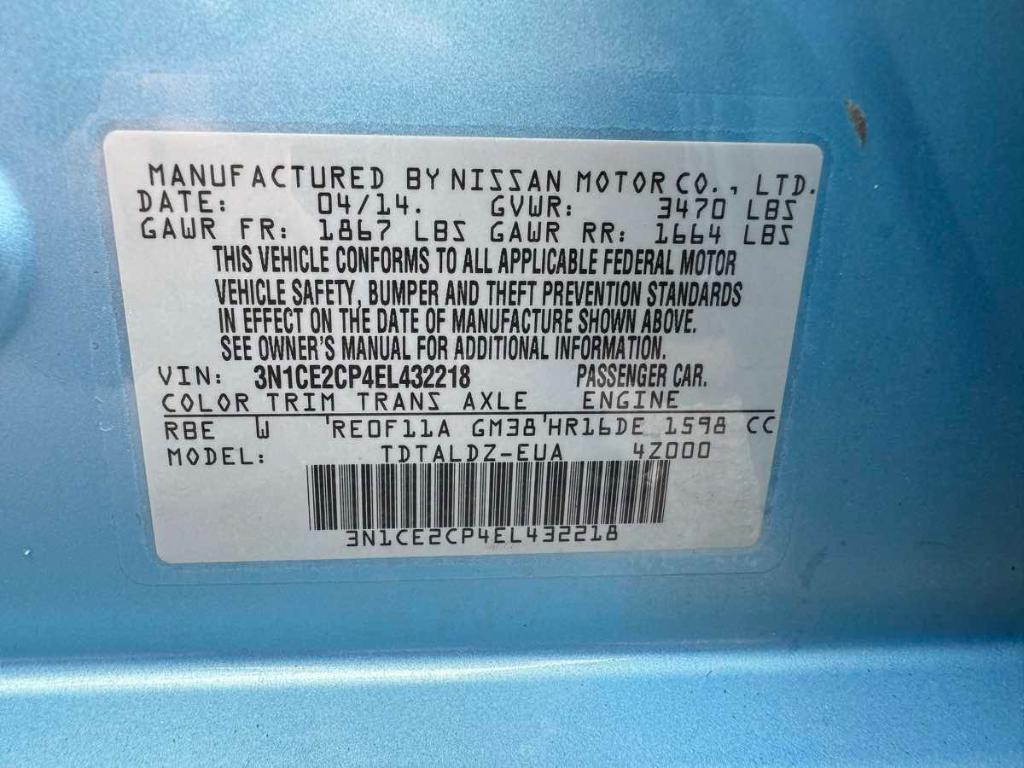 MANUFACTURED BY NISSAN MOTOR CO., LTD.
DATE: 04/14. GVWR: 3470 LBS
GAWR FR: 1867 LBS GAWR RR: 1664 LBS
THIS VEHICLE CONFORMS TO ALL APPLICABLE FEDERAL MOTOR
VEHICLE SAFETY, BUMPER AND THEFT PREVENTION STANDARDS
IN EFFECT ON THE DATE OF MANUFACTURE SHOWN ABOVE.
SEE OWNER'S MANUAL FOR ADDITIONAL INFORMATION.
VIN: 3N1CE2CP4EL432218 PASSENGER CAR.
COLOR TRIM TRANS AXLE ENGINE
RBE W RE0F11A GM38 HR16DE 1598 CC
MODEL: TDTALDZ-EUA 4Z000
3N1CE2CP4EL432218